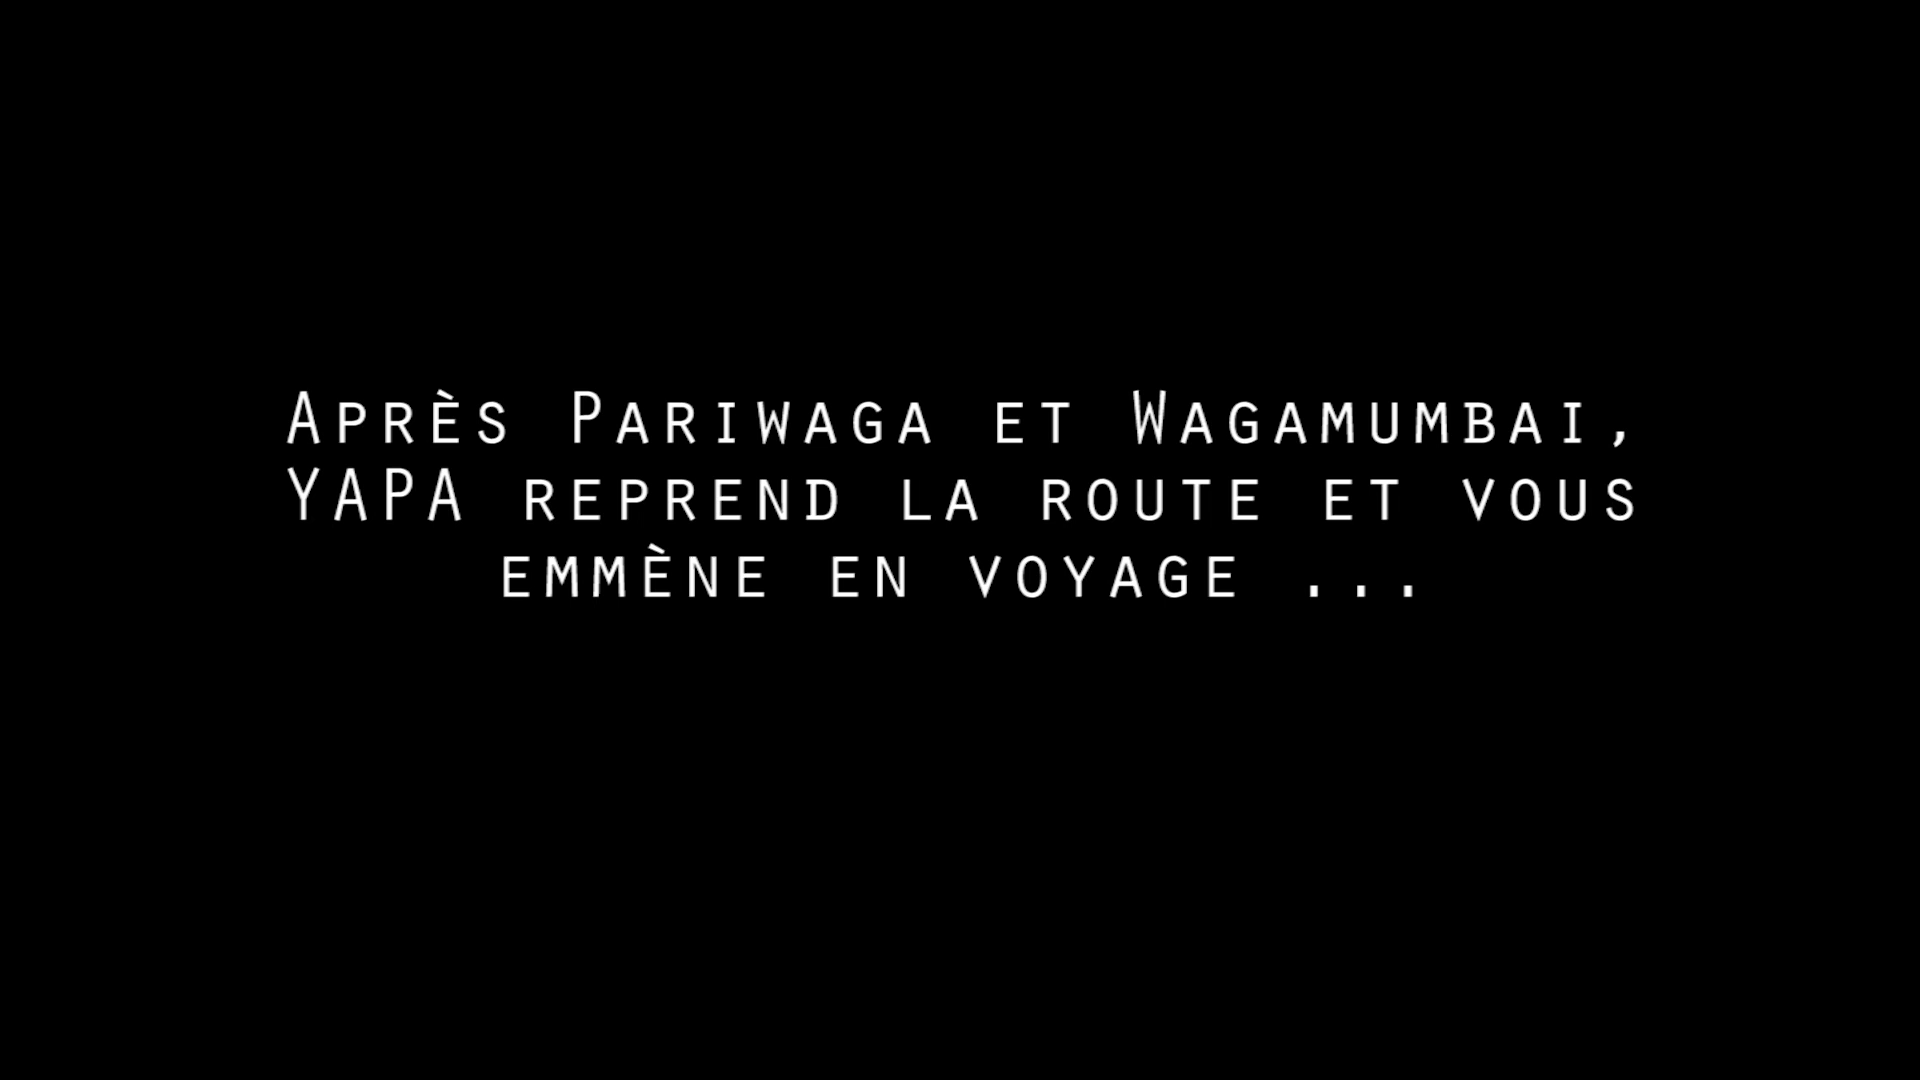 Après Pariwaga et Wagamumbai,
YAPA reprend la route et vous
emmène en voyage ...